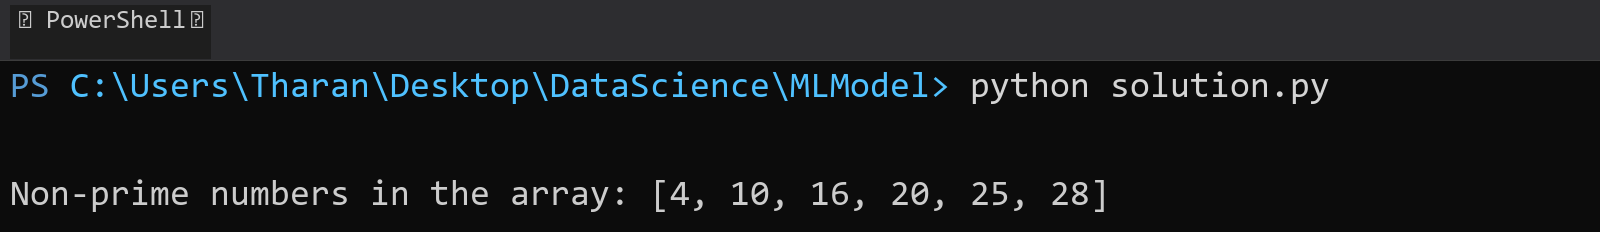 PowerShell
PS C:\Users\Tharan\Desktop\DataScience\MLModel> python solution.py
Non-prime numbers in the array: [4, 10, 16, 20, 25, 28]